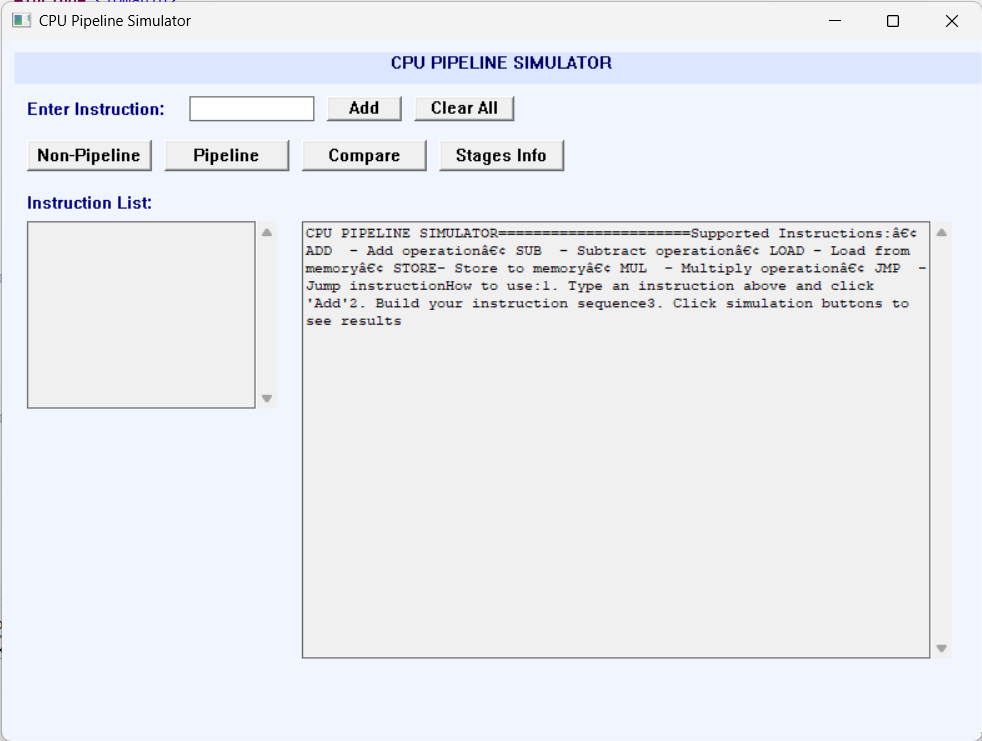 CPU Pipeline Simulator
CPU PIPELINE SIMULATOR
Enter Instruction:
Add
Clear All
Non-Pipeline
Pipeline
Compare
Stages Info
Instruction List:
CPU PIPELINE SIMULATOR======================Supported Instructions:â€¢
ADD  - Add operationâ€¢ SUB  - Subtract operationâ€¢ LOAD - Load from
memoryâ€¢ STORE- Store to memoryâ€¢ MUL  - Multiply operationâ€¢ JMP  -
Jump instructionHow to use:1. Type an instruction above and click
'Add'2. Build your instruction sequence3. Click simulation buttons to
see results